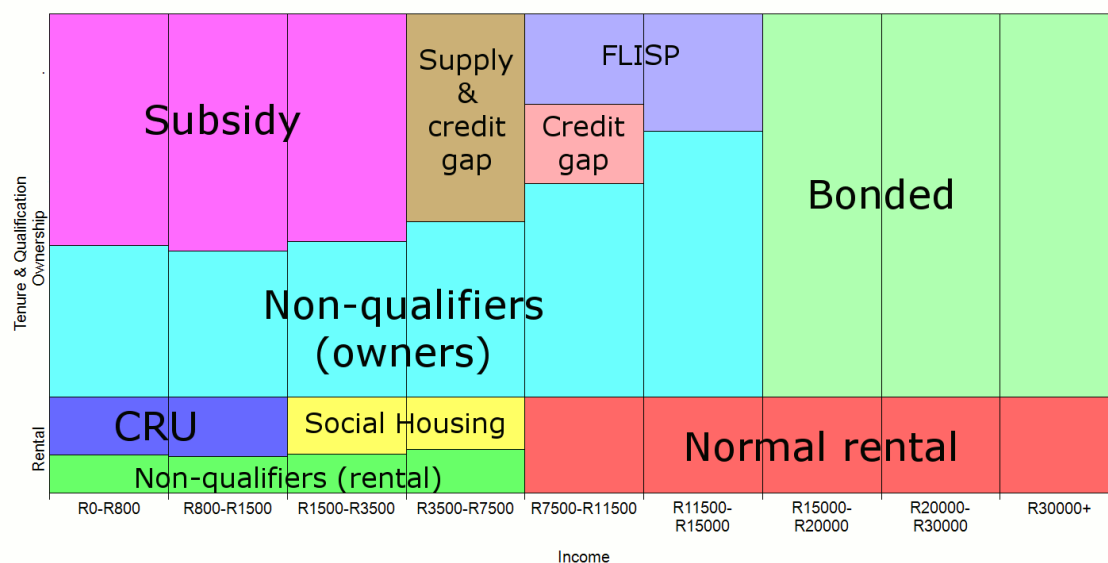 Supply
&
credit
gap
FLISP
Subsidy
Credit
gap
Bonded
Tenure & Qualification
Ownership
Non-qualifiers
(owners)
Rental
CRU
Social Housing
Normal rental
Non-qualifiers (rental)
R0-R800
R800-R1500
R1500-R3500
R3500-R7500
R7500-R11500
R11500-
R15000
R15000-
R20000
R20000-
R30000
R30000+
Income